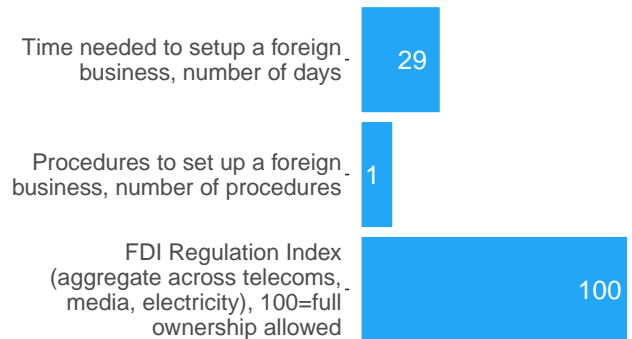 Time needed to setup a foreign
business, number of days
29
Procedures to set up a foreign
business, number of procedures
1
FDI Regulation Index
(aggregate across telecoms,
media, electricity), 100=full
ownership allowed
100